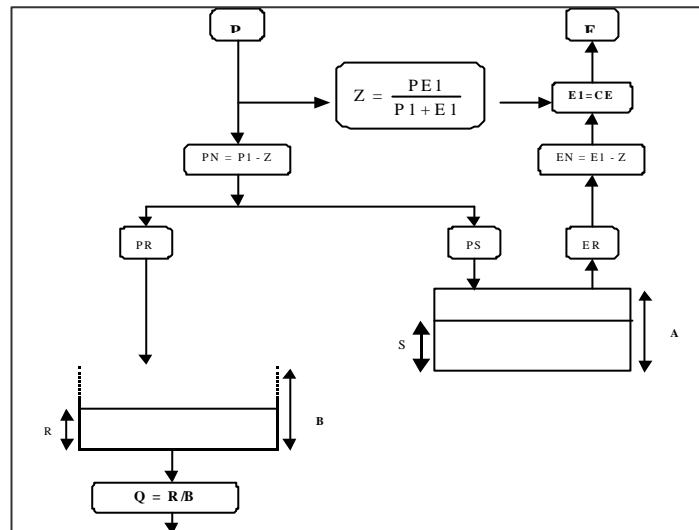 P
E
Z = PE1 / P1+E1
E1=CE
PN = P1 - Z
EN = E1 - Z
PR
PS
ER
S
A
R
B
Q = R/B